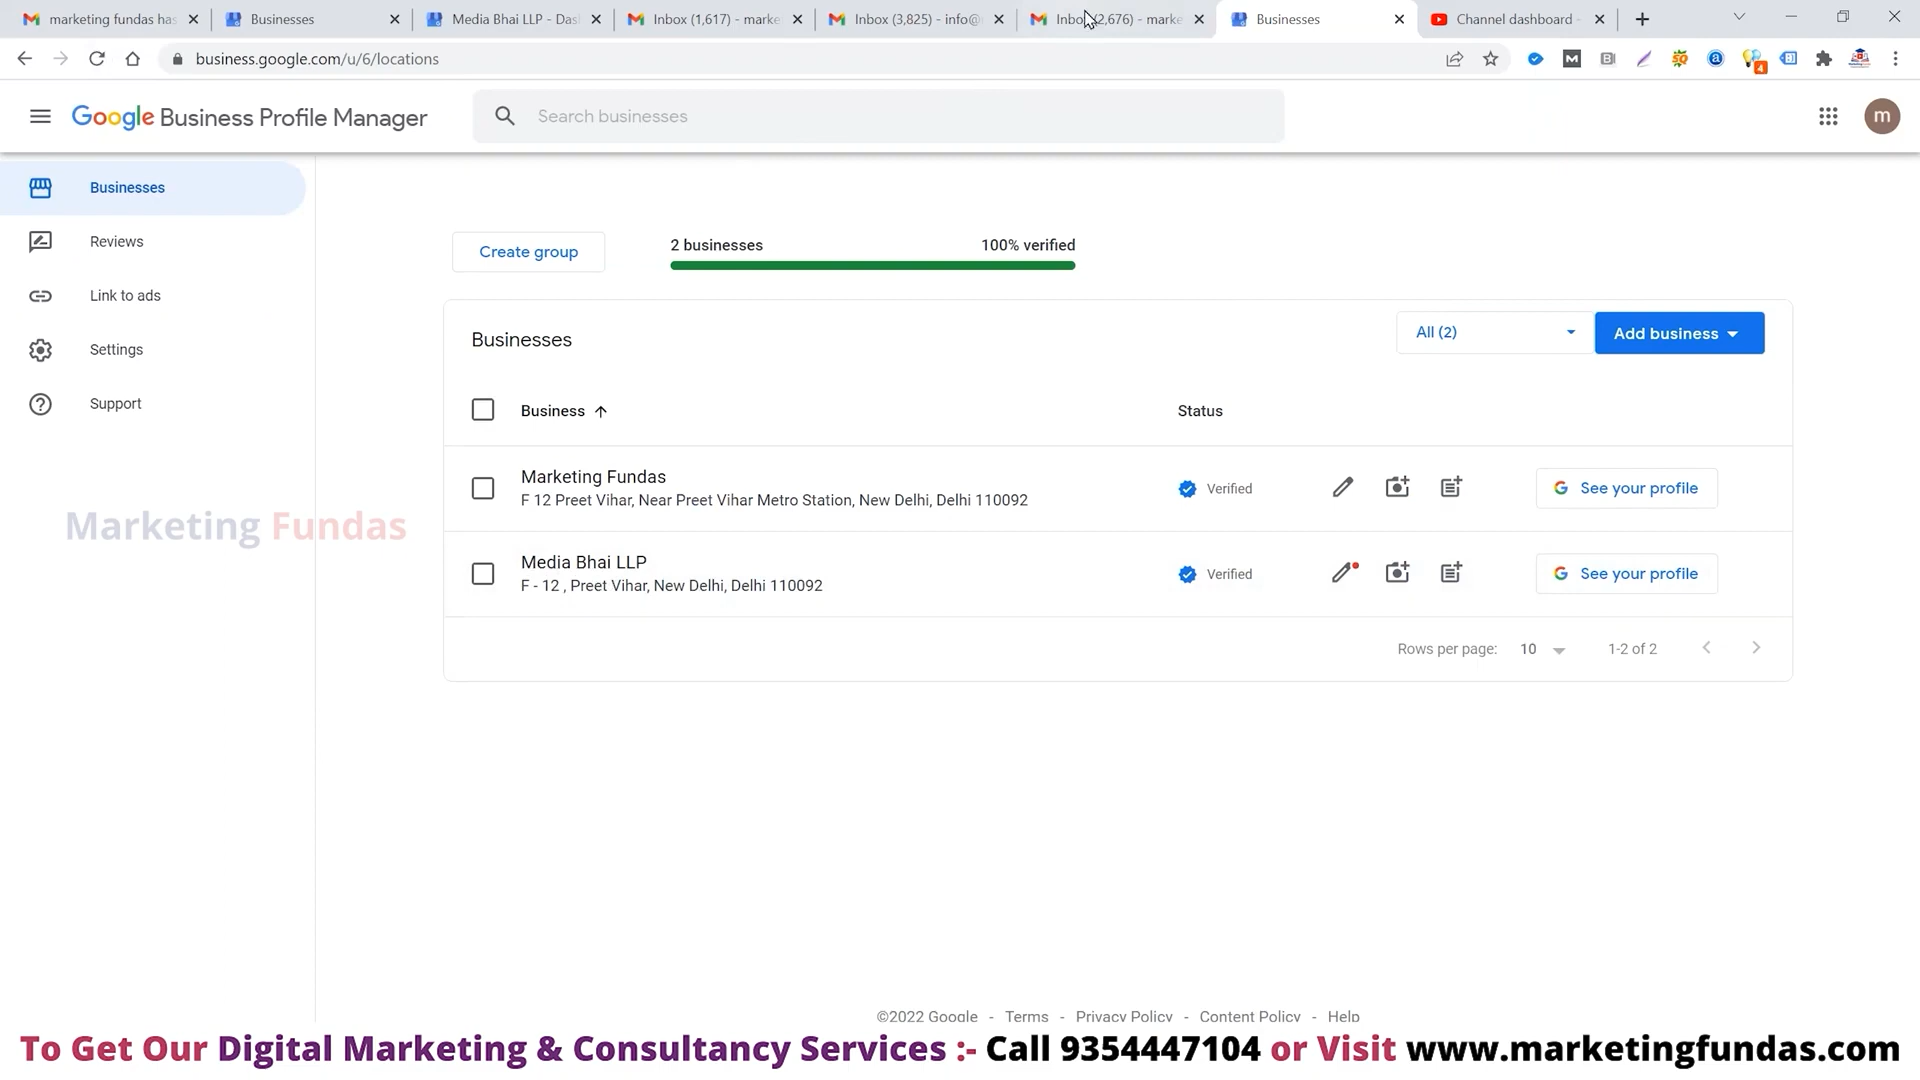 marketing fundas has
Businesses
Media Bhai LLP - Das
Inbox (1,617) - marke
Inbox (3,825) - info@
Inbox (2,676) - marke
Businesses
Channel dashboard -
business.google.com/u/6/locations
4
Google Business Profile Manager
Search businesses
m
Businesses
Reviews
Link to ads
Settings
Support
Create group
2 businesses
100% verified
Businesses
All (2)
Add business
Business
Status
Marketing Fundas
Verified
See your profile
F 12 Preet Vihar, Near Preet Vihar Metro Station, New Delhi, Delhi 110092
Marketing Fundas
Media Bhai LLP
Verified
See your profile
F - 12 , Preet Vihar, New Delhi, Delhi 110092
Rows per page: 10 1-2 of 2
©2022 Google - Terms - Privacy Policy - Content Policy - Help
To Get Our Digital Marketing & Consultancy Services :- Call 9354447104 or Visit www.marketingfundas.com